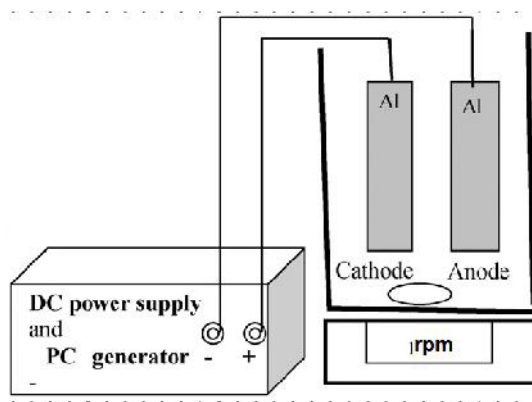 Al
Al
Cathode Anode
DC power supply
and
PC generator - +
-
rpm